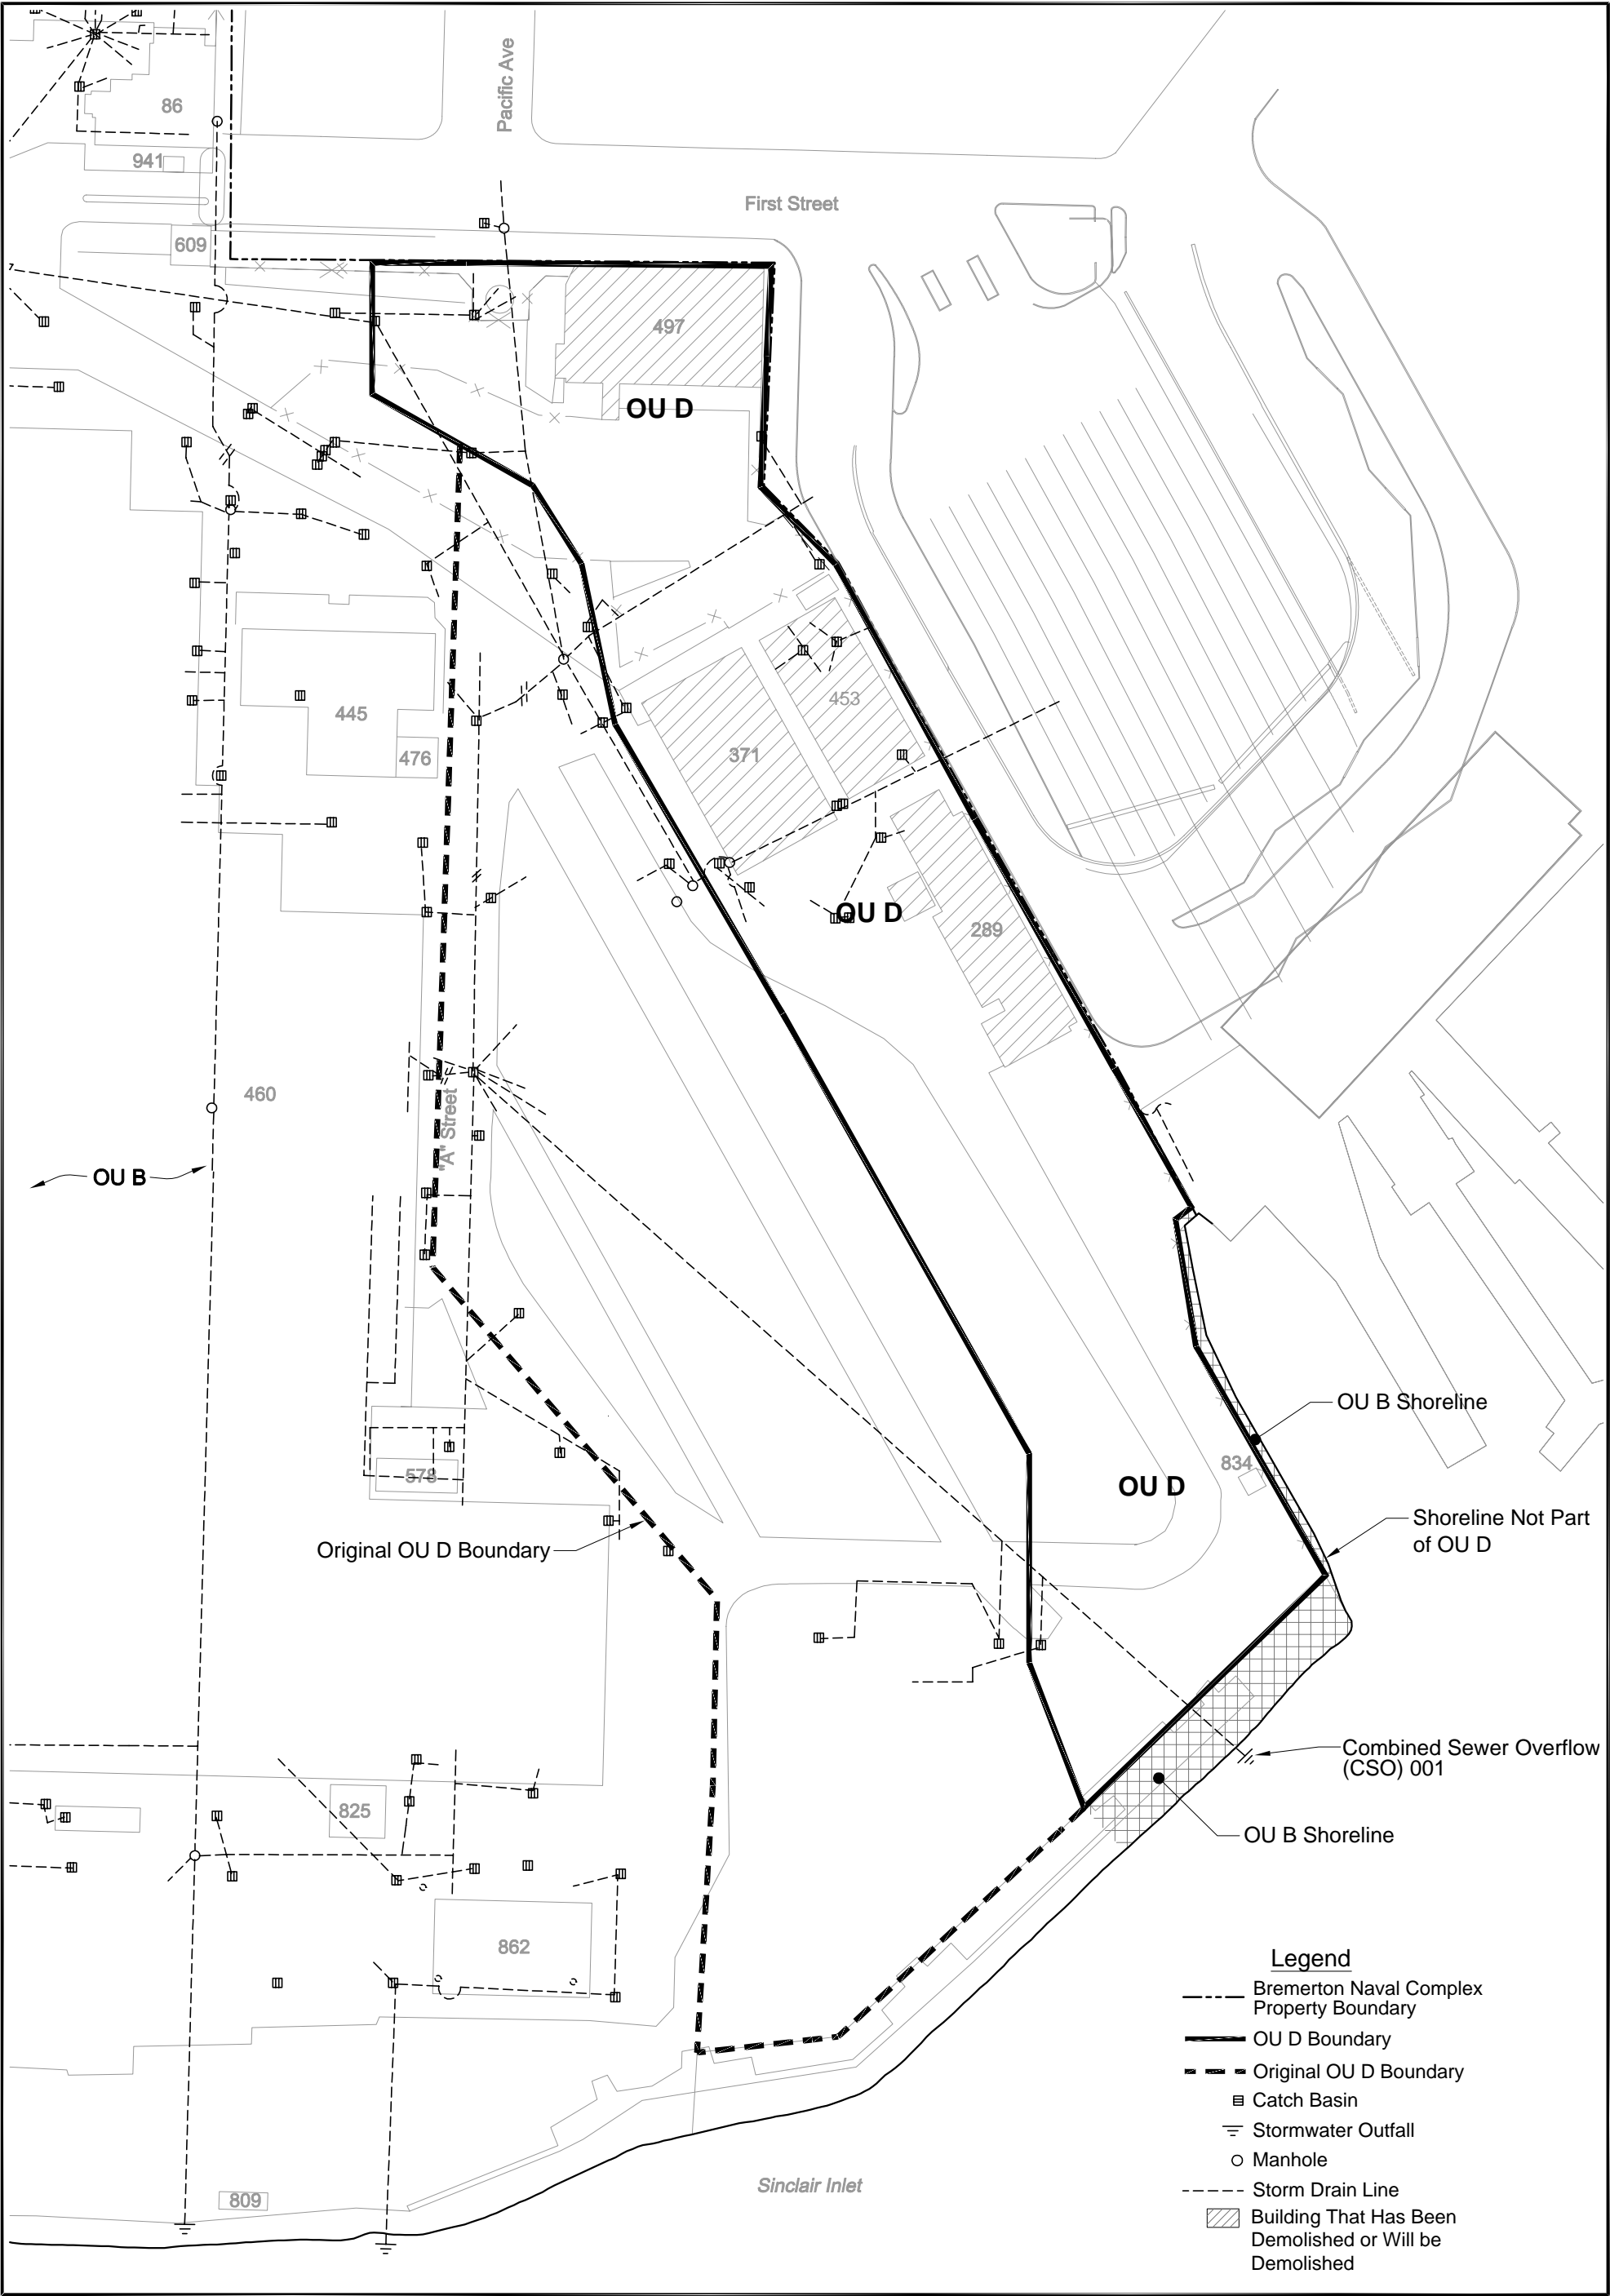 Pacific Ave
86
941
First Street
609
497
OU D
453
445
371
476
OU D
289
460
"A" Street
OU B
OU B Shoreline
834
578
OU D
Shoreline Not Part
of OU D
Original OU D Boundary
Combined Sewer Overflow
(CSO) 001
825
OU B Shoreline
862
Legend
Bremerton Naval Complex
Property Boundary
OU D Boundary
Original OU D Boundary
Catch Basin
Stormwater Outfall
Manhole
Sinclair Inlet
Storm Drain Line
809
Building That Has Been
Demolished or Will be
Demolished